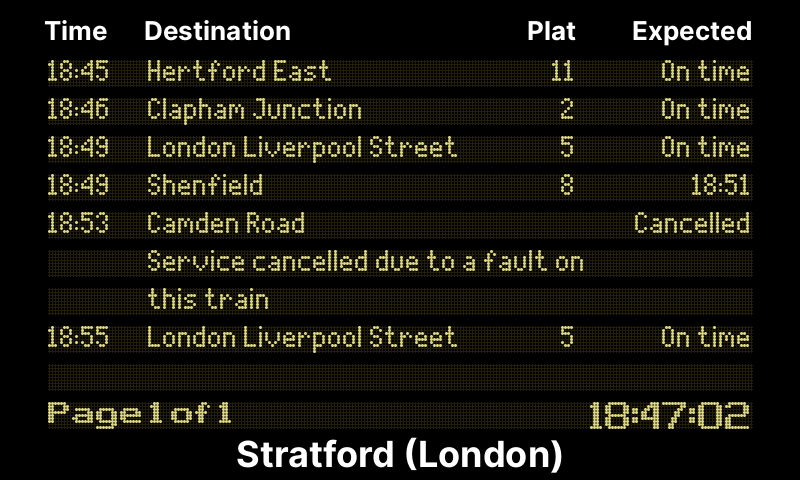 Time Destination Plat Expected
18:45 Hertford East 11 On time
18:46 Clapham Junction 2 On time
18:49 London Liverpool Street 5 On time
18:49 Shenfield 8 18:51
18:53 Camden Road Cancelled
Service cancelled due to a fault on
this train
18:55 London Liverpool Street 5 On time
Page 1 of 1 18:47:02
Stratford (London)